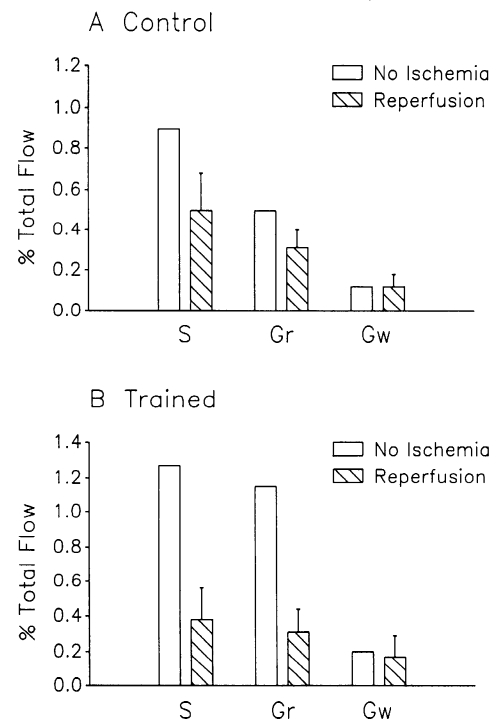 A Control
No Ischemia
Reperfusion
% Total Flow
1.2
1.0
0.8
0.6
0.4
0.2
0.0
S Gr Gw
B Trained
No Ischemia
Reperfusion
% Total Flow
1.4
1.2
1.0
0.8
0.6
0.4
0.2
0.0
S Gr Gw